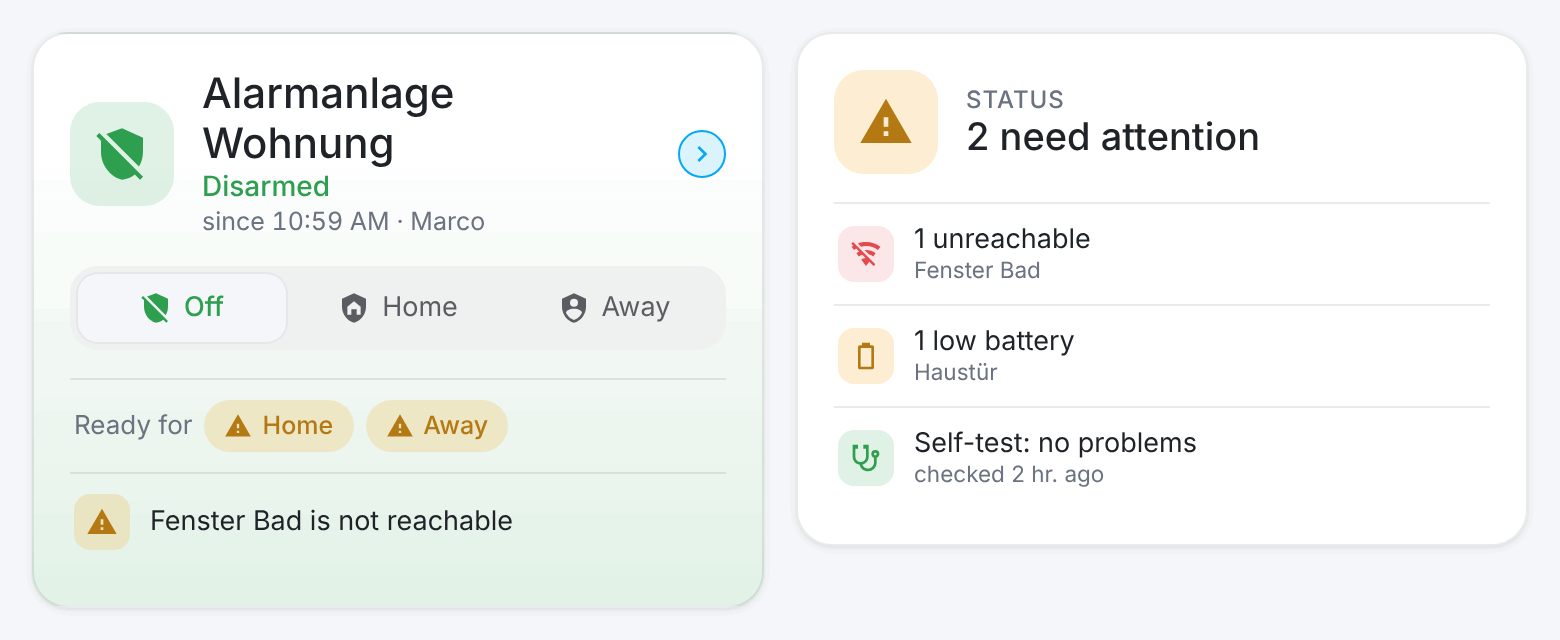 Alarmanlage
Wohnung
Disarmed
since 10:59 AM · Marco
Off
Home
Away
Ready for
Home
Away
Fenster Bad is not reachable
STATUS
2 need attention
1 unreachable
Fenster Bad
1 low battery
Haustür
Self-test: no problems
checked 2 hr. ago